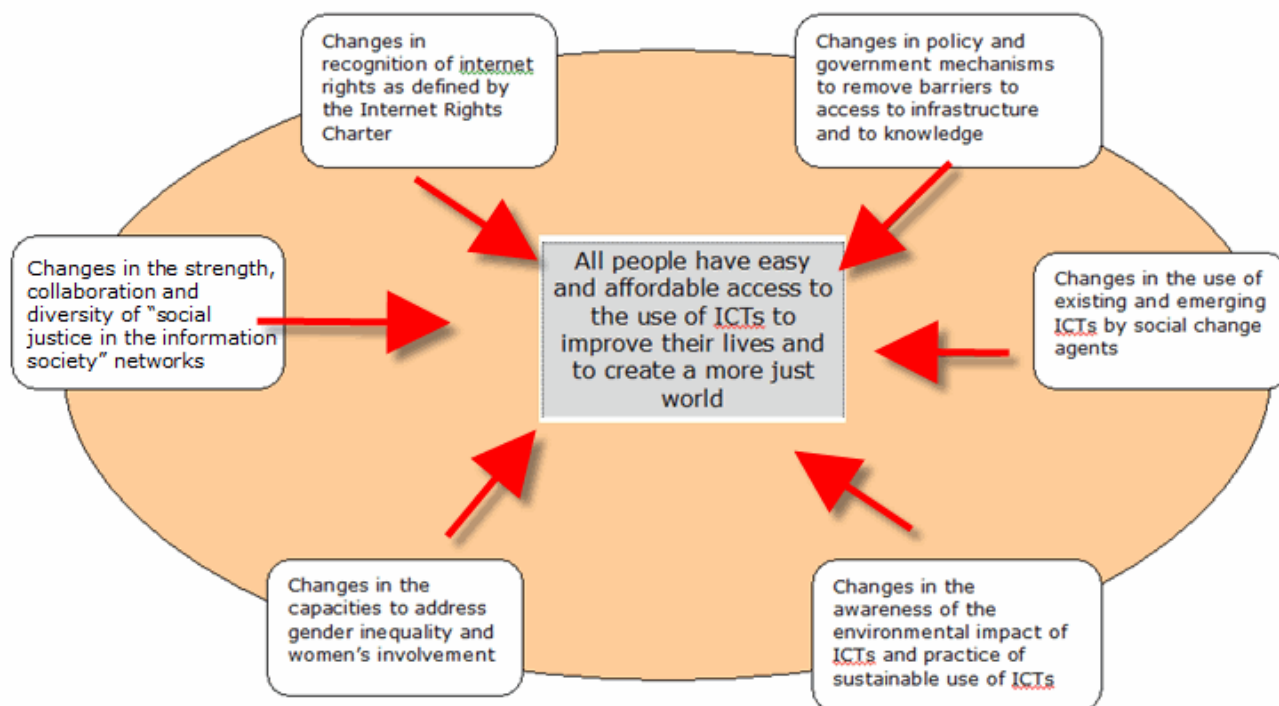 Changes in
recognition of internet
rights as defined by
the Internet Rights
Charter
Changes in policy and
government mechanisms
to remove barriers to
access to infrastructure
and to knowledge
Changes in the strength,
collaboration and
diversity of “social
justice in the information
society” networks
All people have easy
and affordable access to
the use of ICTs to
improve their lives and
to create a more just
world
Changes in the use of
existing and emerging
ICTs by social change
agents
Changes in the
capacities to address
gender inequality and
women’s involvement
Changes in the
awareness of the
environmental impact of
ICTs and practice of
sustainable use of ICTs